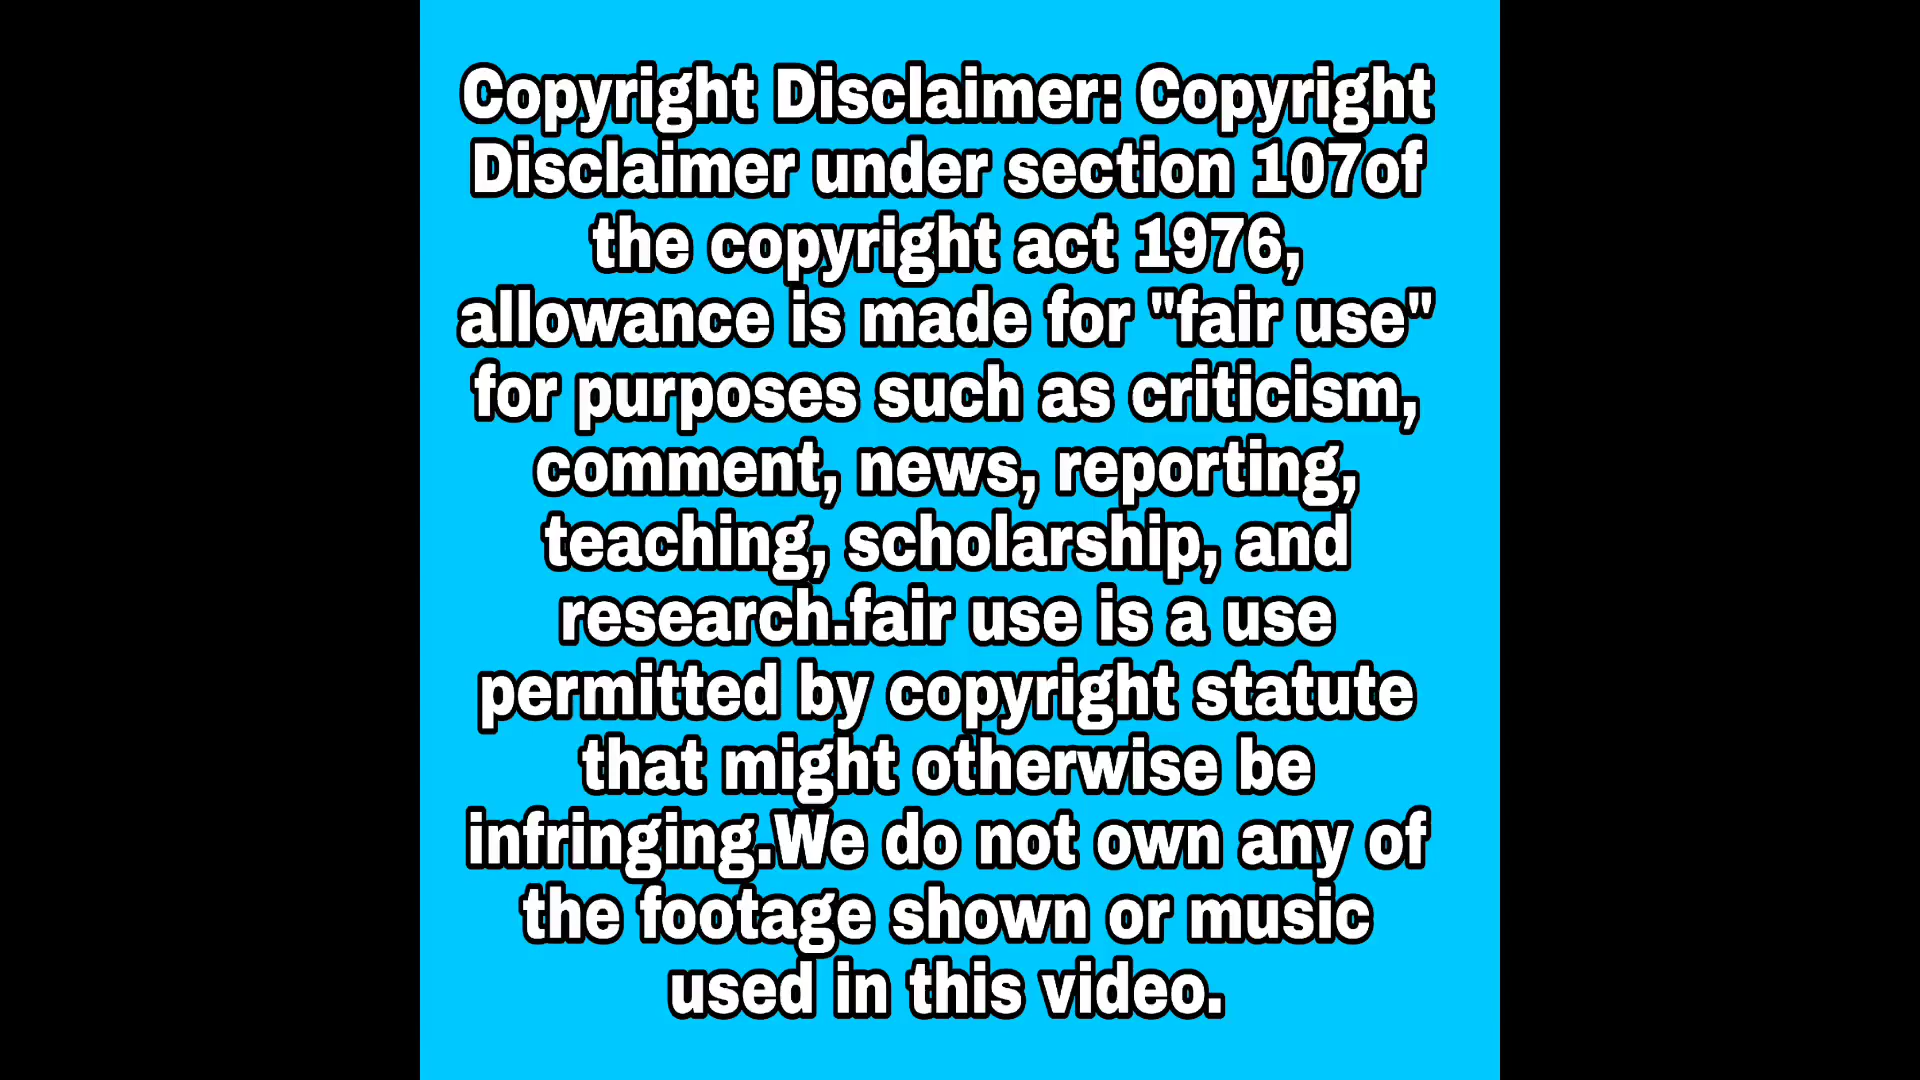 Copyright Disclaimer: Copyright
Disclaimer under section 107of
the copyright act 1976,
allowance is made for "fair use"
for purposes such as criticism,
comment, news, reporting,
teaching, scholarship, and
research.fair use is a use
permitted by copyright statute
that might otherwise be
infringing.We do not own any of
the footage shown or music
used in this video.